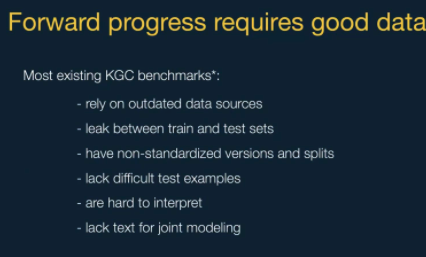 Forward progress requires good data
Most existing KGC benchmarks*:
- rely on outdated data sources
- leak between train and test sets
- have non-standardized versions and splits
- lack difficult test examples
- are hard to interpret
- lack text for joint modeling